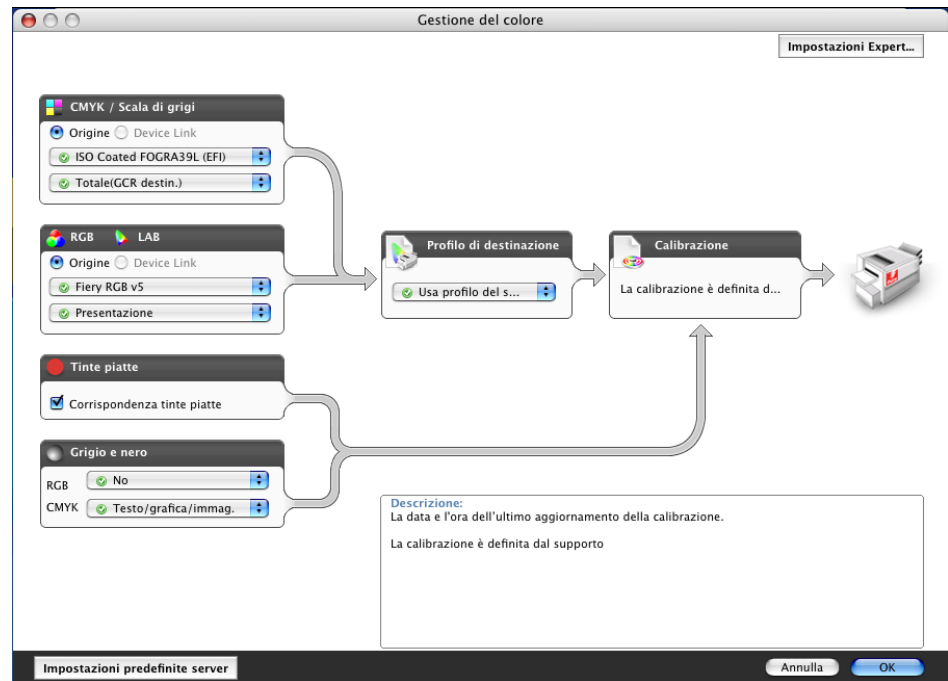 Gestione del colore
Impostazioni Expert...
CMYK / Scala di grigi
Origine Device Link
ISO Coated FOGRA39L (EFI)
Totale(GCR destin.)
RGB LAB
Origine Device Link
Fiery RGB v5
Presentazione
Profilo di destinazione
Usa profilo del s...
Calibrazione
La calibrazione è definita d...
Tinte piatte
Corrispondenza tinte piatte
Grigio e nero
RGB No
CMYK Testo/grafica/immag.
Descrizione:
La data e l'ora dell'ultimo aggiornamento della calibrazione.
La calibrazione è definita dal supporto
Impostazioni predefinite server
Annulla OK